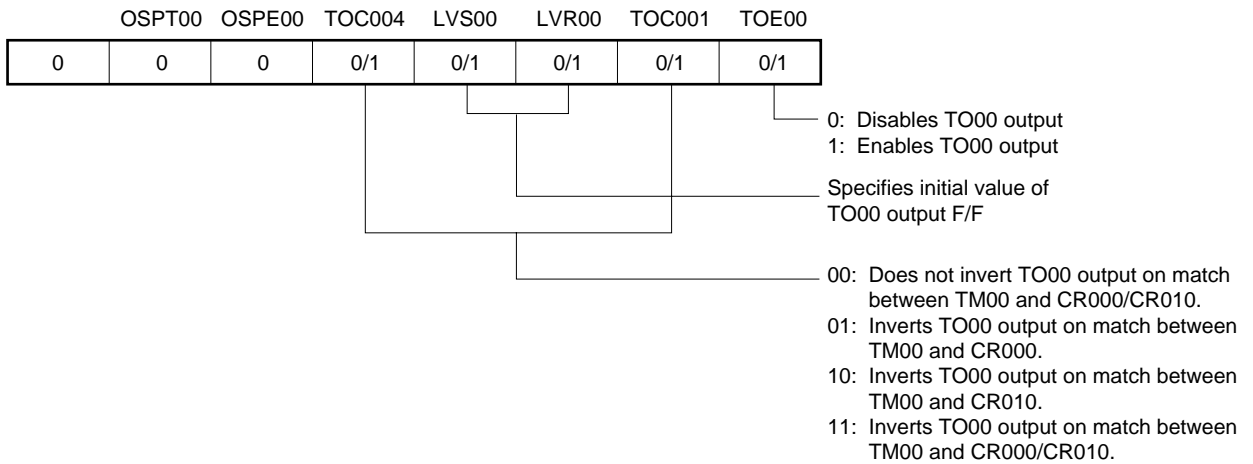 OSPT00 OSPE00 TOC004 LVS00 LVR00 TOC001 TOE00
0 0 0 0/1 0/1 0/1 0/1 0/1
0: Disables TO00 output
1: Enables TO00 output
Specifies initial value of
TO00 output F/F
00: Does not invert TO00 output on match
between TM00 and CR000/CR010.
01: Inverts TO00 output on match between
TM00 and CR000.
10: Inverts TO00 output on match between
TM00 and CR010.
11: Inverts TO00 output on match between
TM00 and CR000/CR010.